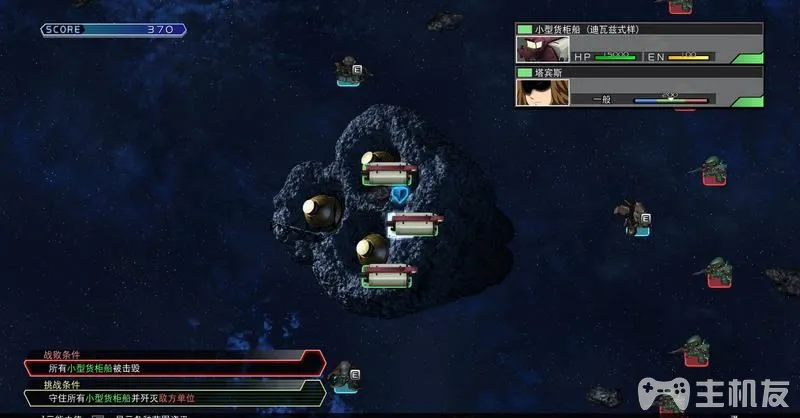 SCORE 370
小型货柜船（迪瓦兹式样）
HP 15000 EN 100
塔宾斯
一般
E
E
E
战败条件
所有小型货柜船被击毁
挑战条件
守住所有小型货柜船并歼灭敌方单位
主机友